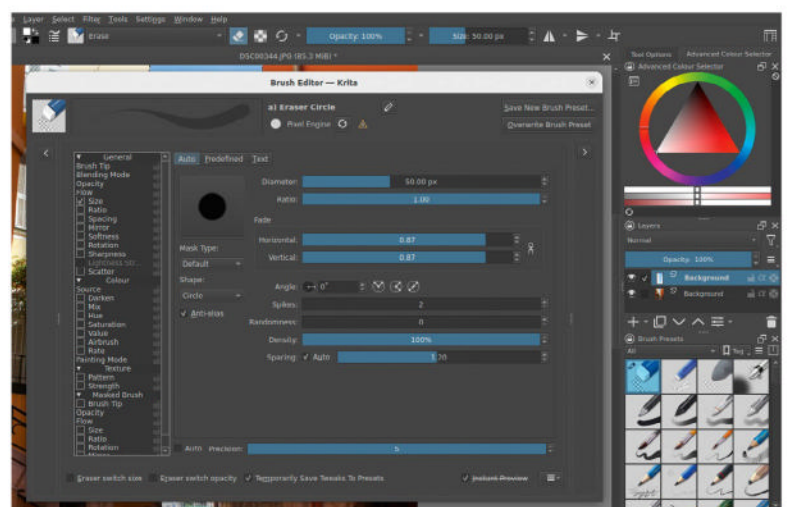 Layer Select Filter Tools Settings Window Help
Erase Opacity: 100% Size: 50.00 px
DSC00344.JPG (85.3 MiB) *
Tool Options Advanced Colour Selector
Advanced Colour Selector
Brush Editor — Krita
a) Eraser Circle
Pixel Engine
Save New Brush Preset...
Overwrite Brush Preset
General
Brush Tip
Blending Mode
Opacity
Flow
Size
Ratio
Spacing
Mirror
Softness
Rotation
Sharpness
Lightness Str...
Scatter
Colour
Source
Darken
Mix
Hue
Saturation
Value
Airbrush
Rate
Painting Mode
Texture
Pattern
Strength
Masked Brush
Brush Tip
Opacity
Flow
Size
Ratio
Rotation
Mirror
Auto Predefined Text
Diameter: 50.00 px
Ratio: 1.00
Fade
Horizontal: 0.87
Vertical: 0.87
Mask Type:
Default
Shape:
Circle
Anti-alias
Angle: 0°
Spikes: 2
Randomness: 0
Density: 100%
Spacing: Auto
Auto Precision: 5
Eraser switch size Eraser switch opacity Temporarily Save Tweaks To Presets Instant Preview
Layers
Normal
Opacity: 100%
Background
Background
Brush Presets
All Tag